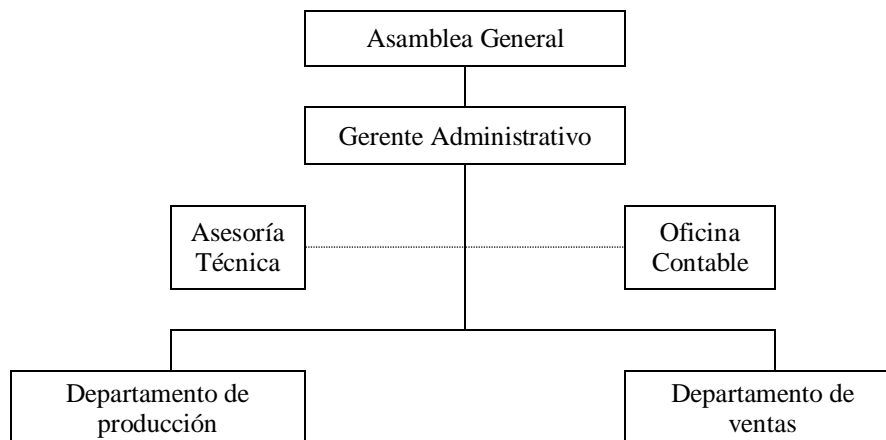 Asamblea General
Gerente Administrativo
Asesoría
Técnica
Oficina
Contable
Departamento de
producción
Departamento de
ventas